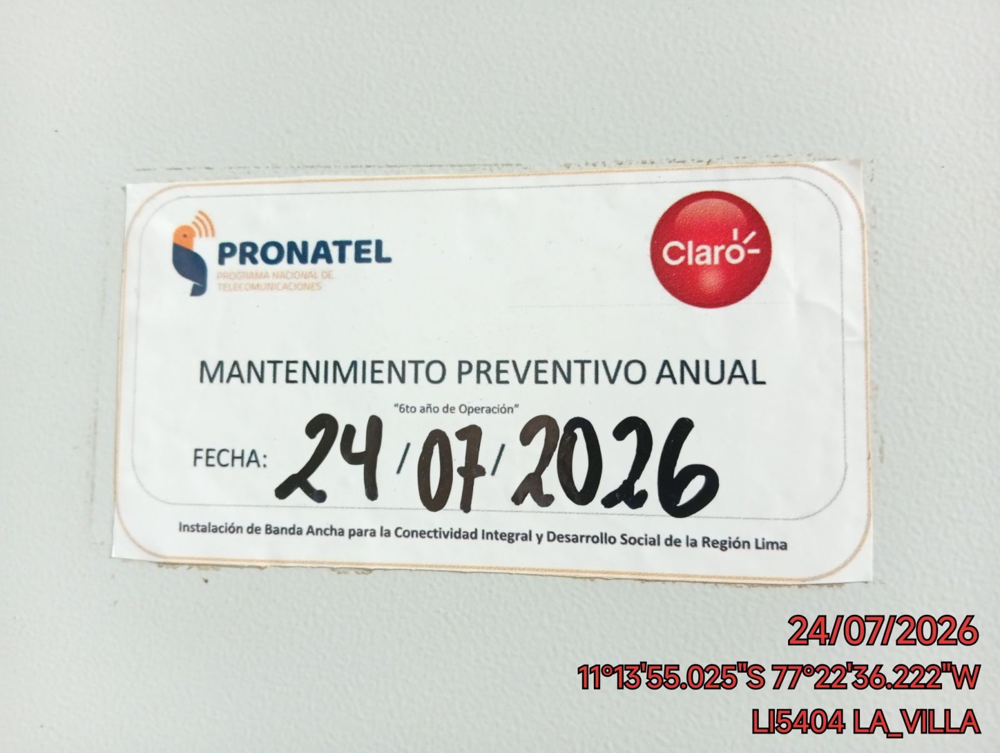 PRONATEL
PROGRAMA NACIONAL DE
TELECOMUNICACIONES
Claro
MANTENIMIENTO PREVENTIVO ANUAL
"6to año de Operación"
FECHA: 24/07/2026
Instalación de Banda Ancha para la Conectividad Integral y Desarrollo Social de la Región Lima
24/07/2026
11°13'55.025"S 77°22'36.222"W
LI5404 LA_VILLA